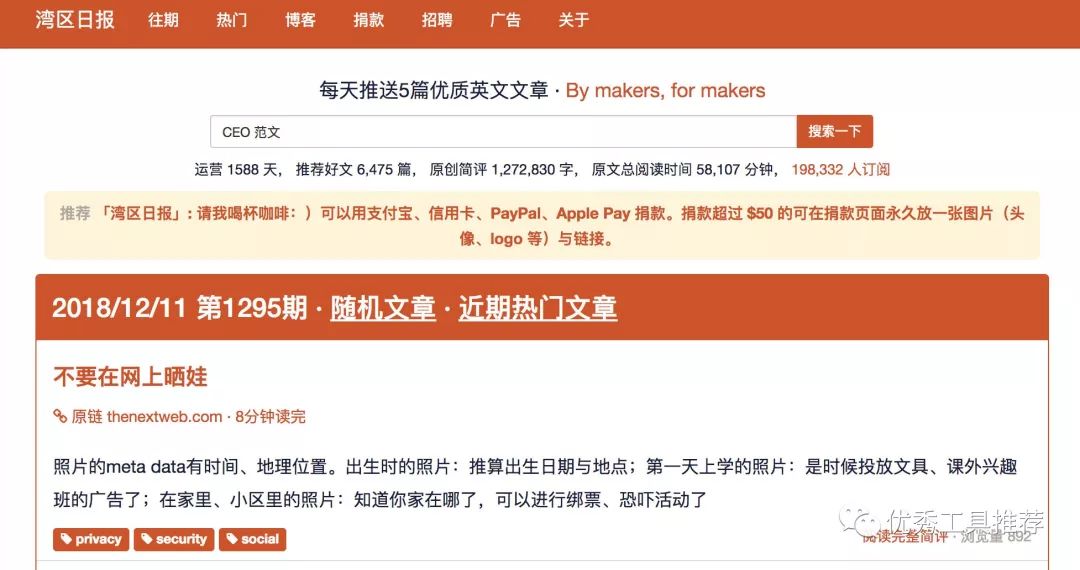 湾区日报 往期 热门 博客 捐款 招聘 广告 关于
每天推送5篇优质英文文章 · By makers, for makers
CEO 范文 搜索一下
运营 1588 天， 推荐好文 6,475 篇， 原创简评 1,272,830 字， 原文总阅读时间 58,107 分钟， 198,332 人订阅
推荐 「湾区日报」: 请我喝杯咖啡：）可以用支付宝、信用卡、PayPal、Apple Pay 捐款。捐款超过 $50 的可在捐款页面永久放一张图片（头
像、logo 等）与链接。
2018/12/11 第1295期 · 随机文章 · 近期热门文章
不要在网上晒娃
原链 thenextweb.com · 8分钟读完
照片的meta data有时间、地理位置。出生时的照片：推算出生日期与地点；第一天上学的照片：是时候投放文具、课外兴趣
班的广告了；在家里、小区里的照片：知道你家在哪了，可以进行绑票、恐吓活动了
privacy security social
阅读完整简评 · 浏览量 892
优秀工具推荐